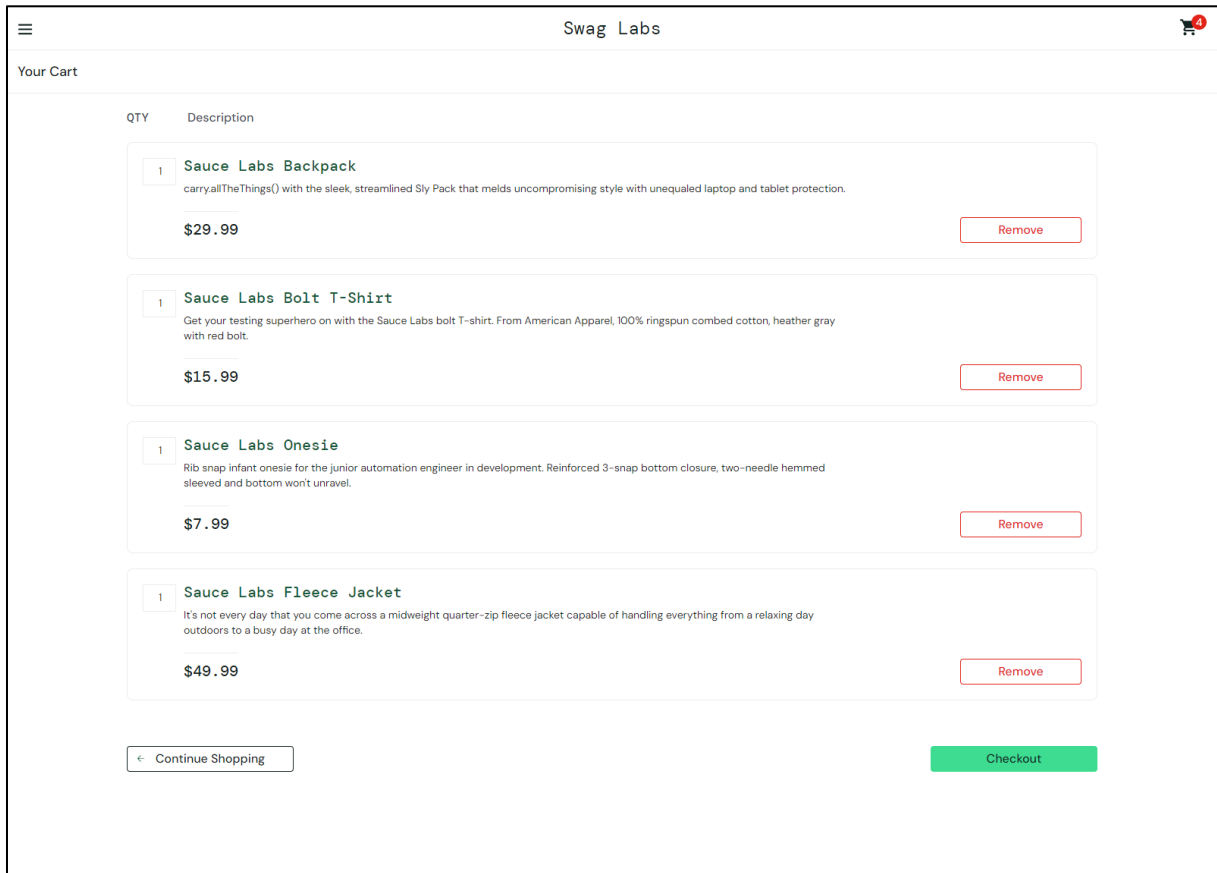 Swag Labs
4
Your Cart
QTY Description
1
Sauce Labs Backpack
carry.allTheThings() with the sleek, streamlined Sly Pack that melds uncompromising style with unequaled laptop and tablet protection.
$29.99
Remove
1
Sauce Labs Bolt T-Shirt
Get your testing superhero on with the Sauce Labs bolt T-shirt. From American Apparel, 100% ringspun combed cotton, heather gray
with red bolt.
$15.99
Remove
1
Sauce Labs Onesie
Rib snap infant onesie for the junior automation engineer in development. Reinforced 3-snap bottom closure, two-needle hemmed
sleeved and bottom won't unravel.
$7.99
Remove
1
Sauce Labs Fleece Jacket
It's not every day that you come across a midweight quarter-zip fleece jacket capable of handling everything from a relaxing day
outdoors to a busy day at the office.
$49.99
Remove
Continue Shopping
Checkout